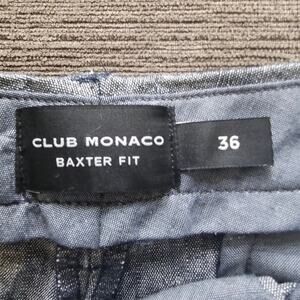 CLUB MONACO
BAXTER FIT
36